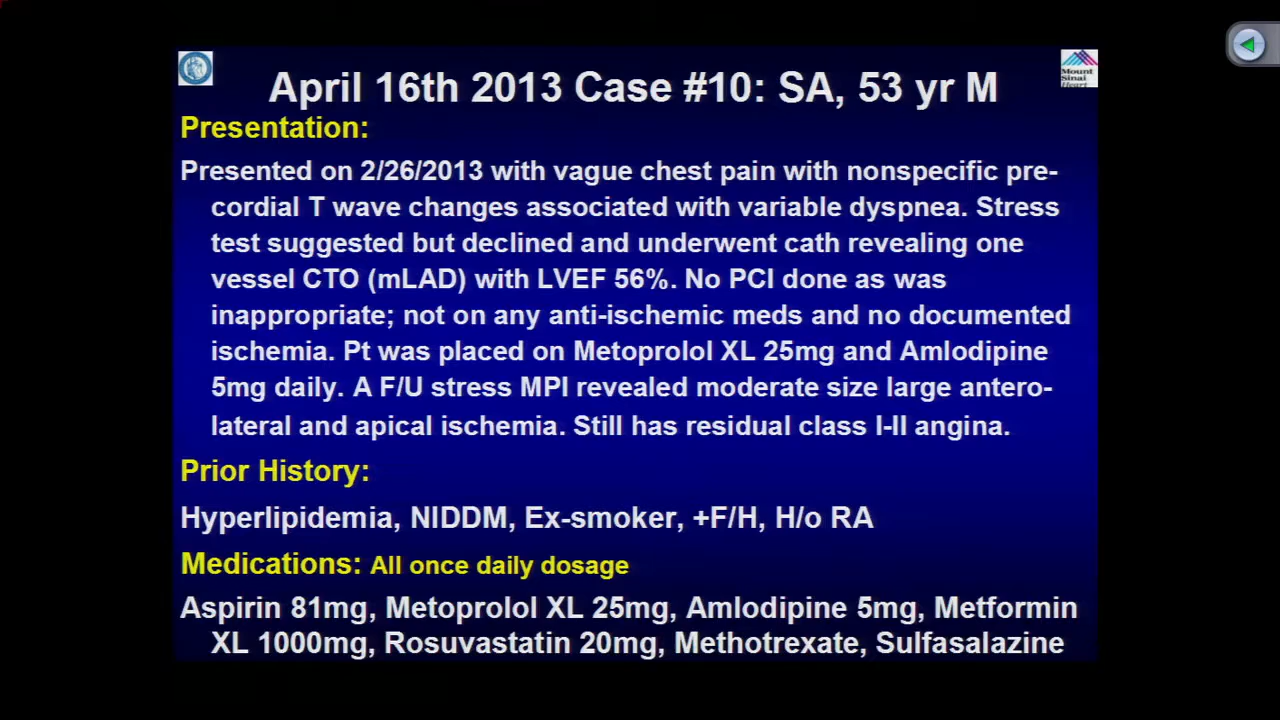 April 16th 2013 Case #10: SA, 53 yr M
Mount
Sinai
Heart
Presentation:
Presented on 2/26/2013 with vague chest pain with nonspecific pre-
cordial T wave changes associated with variable dyspnea. Stress
test suggested but declined and underwent cath revealing one
vessel CTO (mLAD) with LVEF 56%. No PCI done as was
inappropriate; not on any anti-ischemic meds and no documented
ischemia. Pt was placed on Metoprolol XL 25mg and Amlodipine
5mg daily. A F/U stress MPI revealed moderate size large antero-
lateral and apical ischemia. Still has residual class I-II angina.
Prior History:
Hyperlipidemia, NIDDM, Ex-smoker, +F/H, H/o RA
Medications: All once daily dosage
Aspirin 81mg, Metoprolol XL 25mg, Amlodipine 5mg, Metformin
XL 1000mg, Rosuvastatin 20mg, Methotrexate, Sulfasalazine